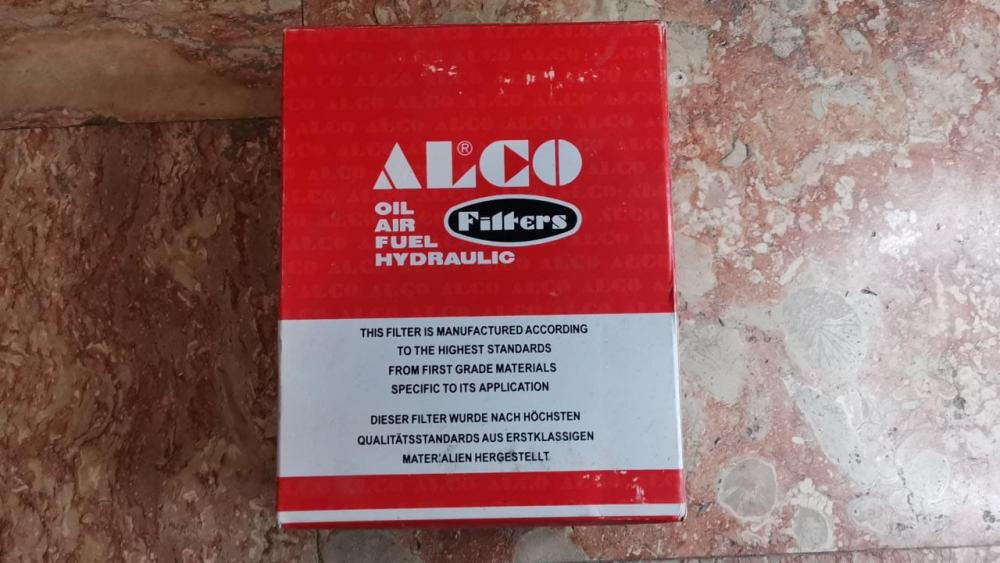 ALCO®
OIL
AIR
FUEL
HYDRAULIC
Filters
THIS FILTER IS MANUFACTURED ACCORDING
TO THE HIGHEST STANDARDS
FROM FIRST GRADE MATERIALS
SPECIFIC TO ITS APPLICATION
DIESER FILTER WURDE NACH HÖCHSTEN
QUALITÄTSSTANDARDS AUS ERSTKLASSIGEN
MATERIALIEN HERGESTELLT